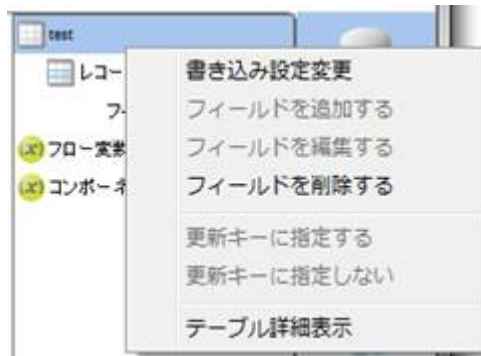 test
レコー
書き込み設定変更
フィールドを追加する
フ
フロー変数
フィールドを編集する
コンポーネ
フィールドを削除する
更新キーに指定する
更新キーに指定しない
テーブル詳細表示